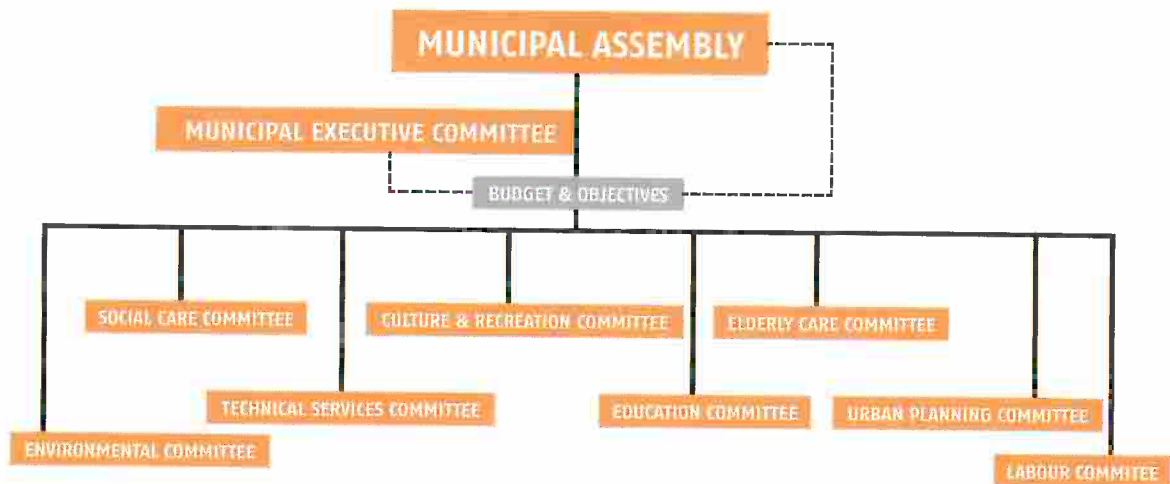 MUNICIPAL ASSEMBLY
MUNICIPAL EXECUTIVE COMMITTEE
BUDGET & OBJECTIVES
SOCIAL CARE COMMITTEE
CULTURE & RECREATION COMMITTEE
ELDERLY CARE COMMITTEE
TECHNICAL SERVICES COMMITTEE
EDUCATION COMMITTEE
URBAN PLANNING COMMITTEE
ENVIRONMENTAL COMMITTEE
LABOUR COMMITEE